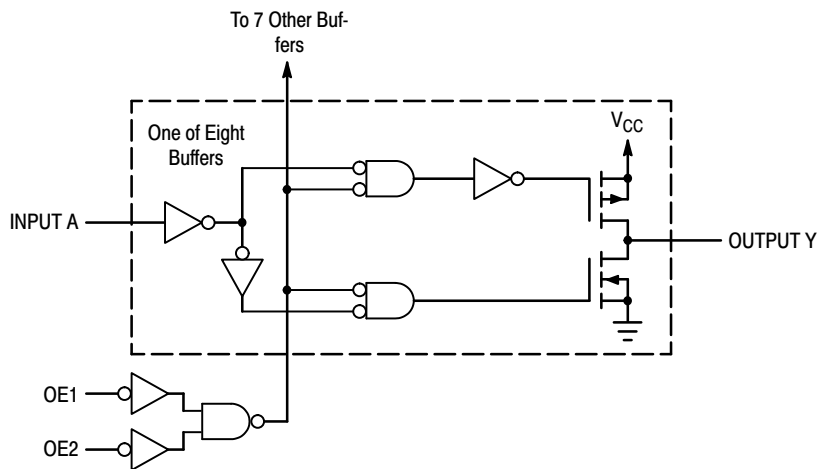 To 7 Other Buf-
fers
One of Eight
Buffers
VCC
INPUT A
OUTPUT Y
OE1
OE2